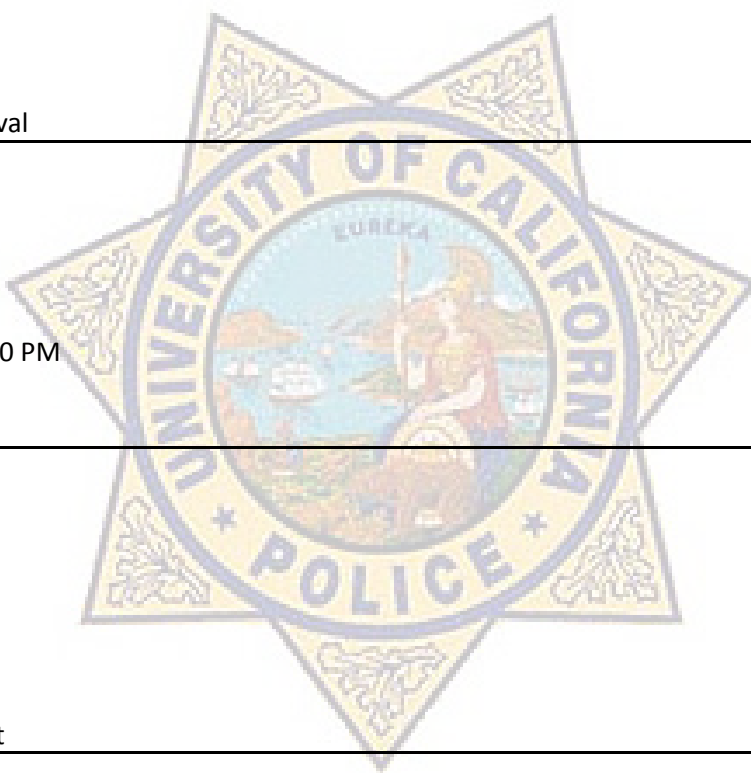 val
UNIVERSITY OF CALIFORNIA
EUREKA
0 PM
POLICE
t